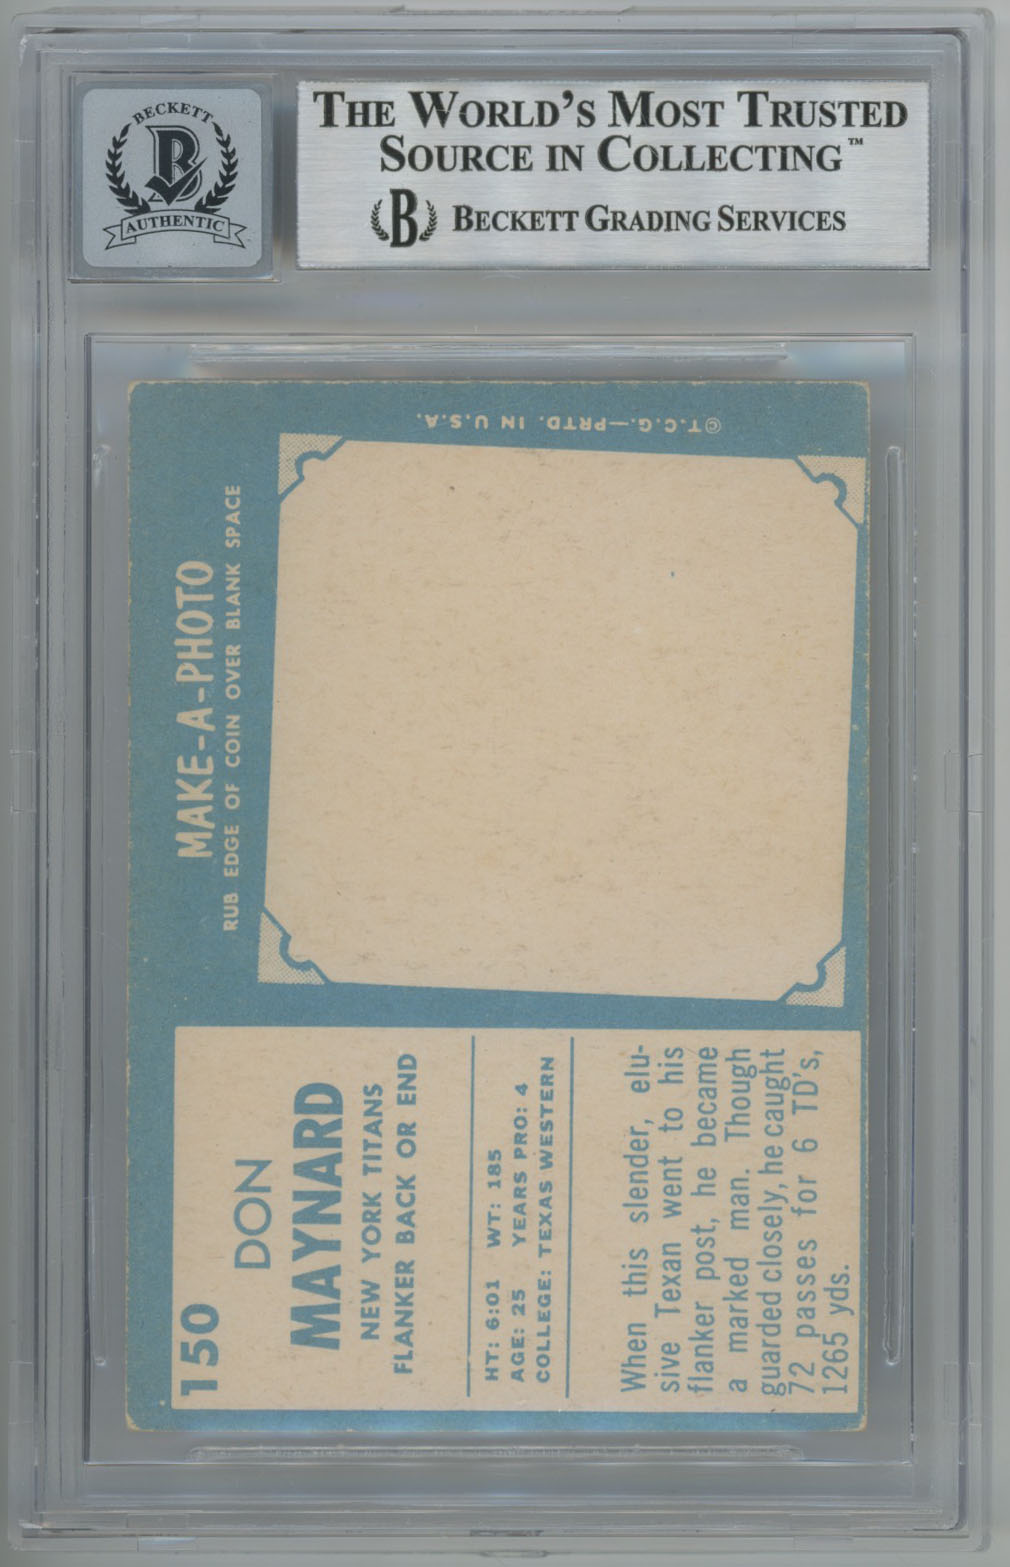 BECKETT
B
AUTHENTIC
THE WORLD'S MOST TRUSTED
SOURCE IN COLLECTING™
B BECKETT GRADING SERVICES
150
DON
MAYNARD
NEW YORK TITANS
FLANKER BACK OR END
HT: 6:01 WT: 185
AGE: 25 YEARS PRO: 4
COLLEGE: TEXAS WESTERN
When this slender, elu-
sive Texan went to his
flanker post, he became
a marked man. Though
guarded closely, he caught
72 passes for 6 TD's,
1265 yds.
MAKE-A-PHOTO
RUB EDGE OF COIN OVER BLANK SPACE
©T.C.G.—PRTD. IN U.S.A.